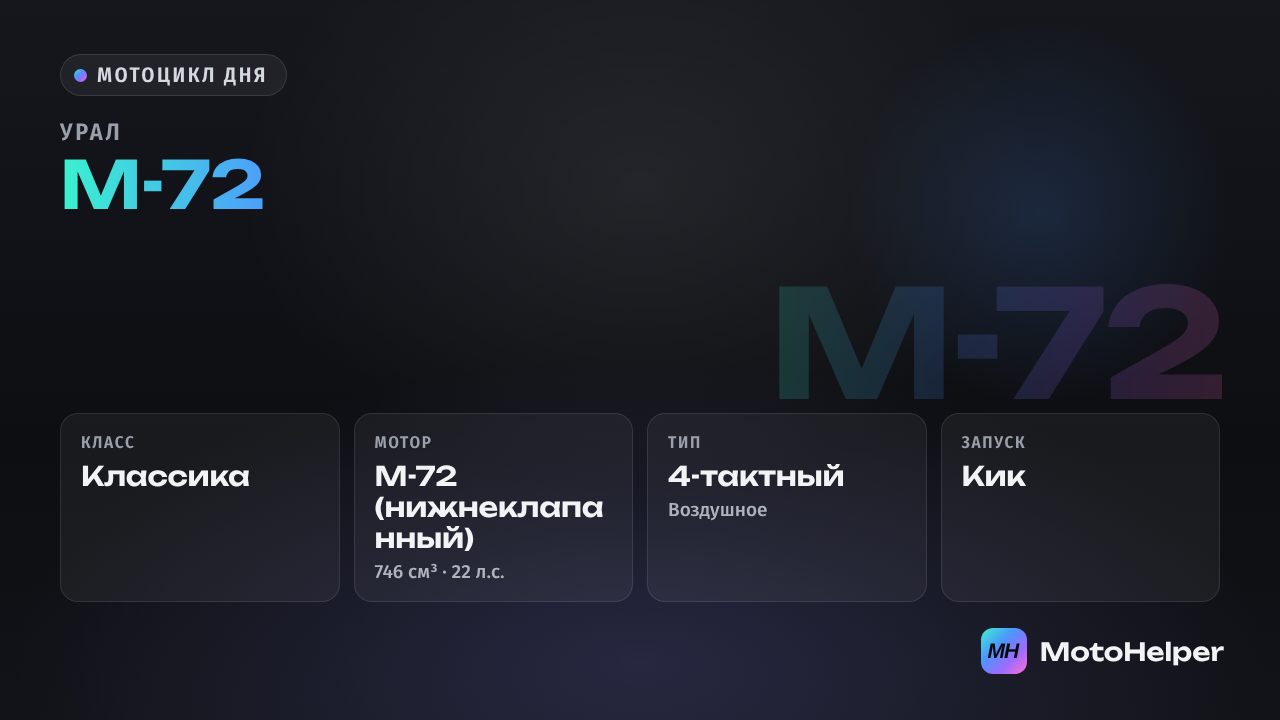 МОТОЦИКЛ ДНЯ
УРАЛ
М-72
М-72
КЛАСС
Классика
МОТОР
М-72
(нижнеклапа
нный)
746 см³ · 22 л.с.
ТИП
4-тактный
Воздушное
ЗАПУСК
Кик
MH MotoHelper